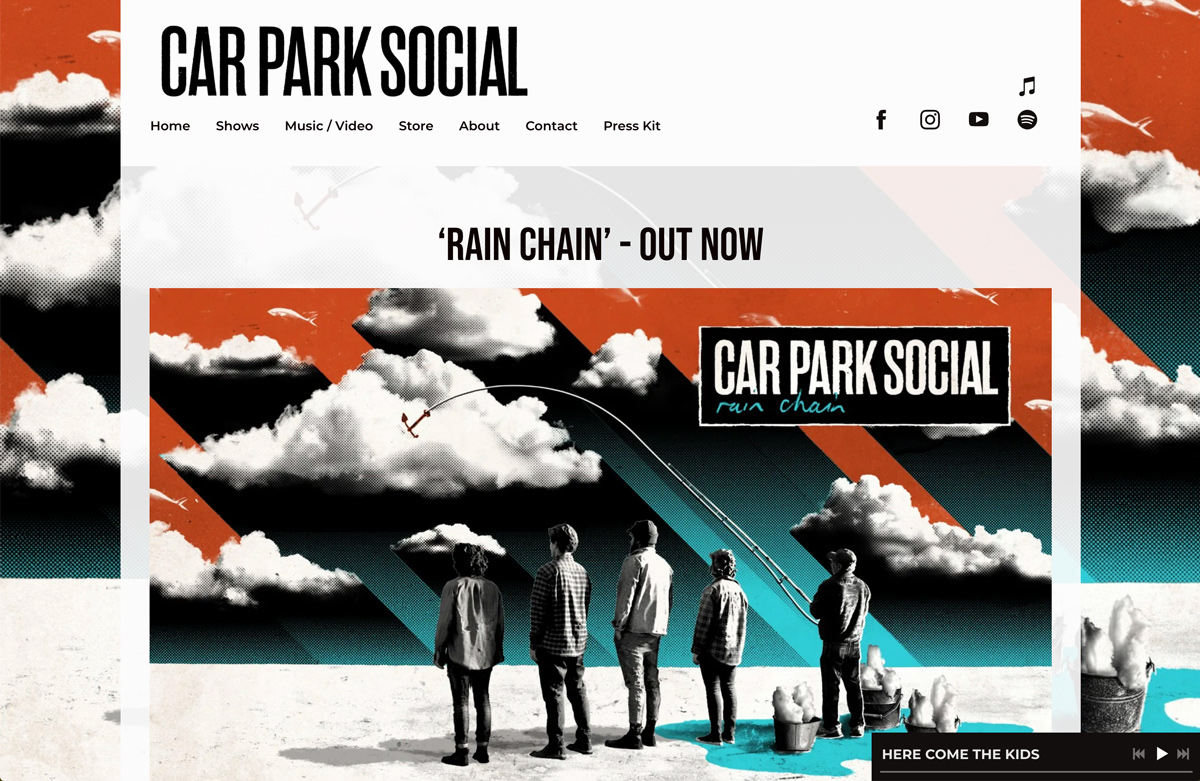 CAR PARK SOCIAL
Home Shows Music / Video Store About Contact Press Kit
‘RAIN CHAIN’ - OUT NOW
CAR PARK SOCIAL
rain chain
HERE COME THE KIDS